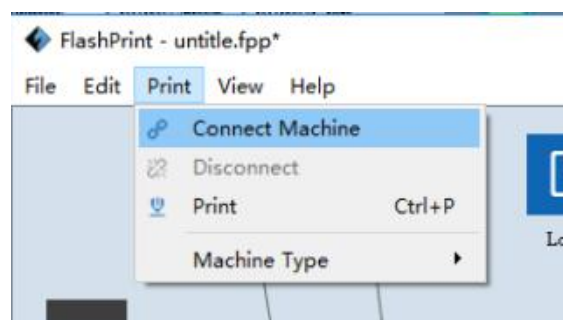 FlashPrint - untitle.fpp*
File Edit Print View Help
Connect Machine
Disconnect
Print Ctrl+P
Machine Type